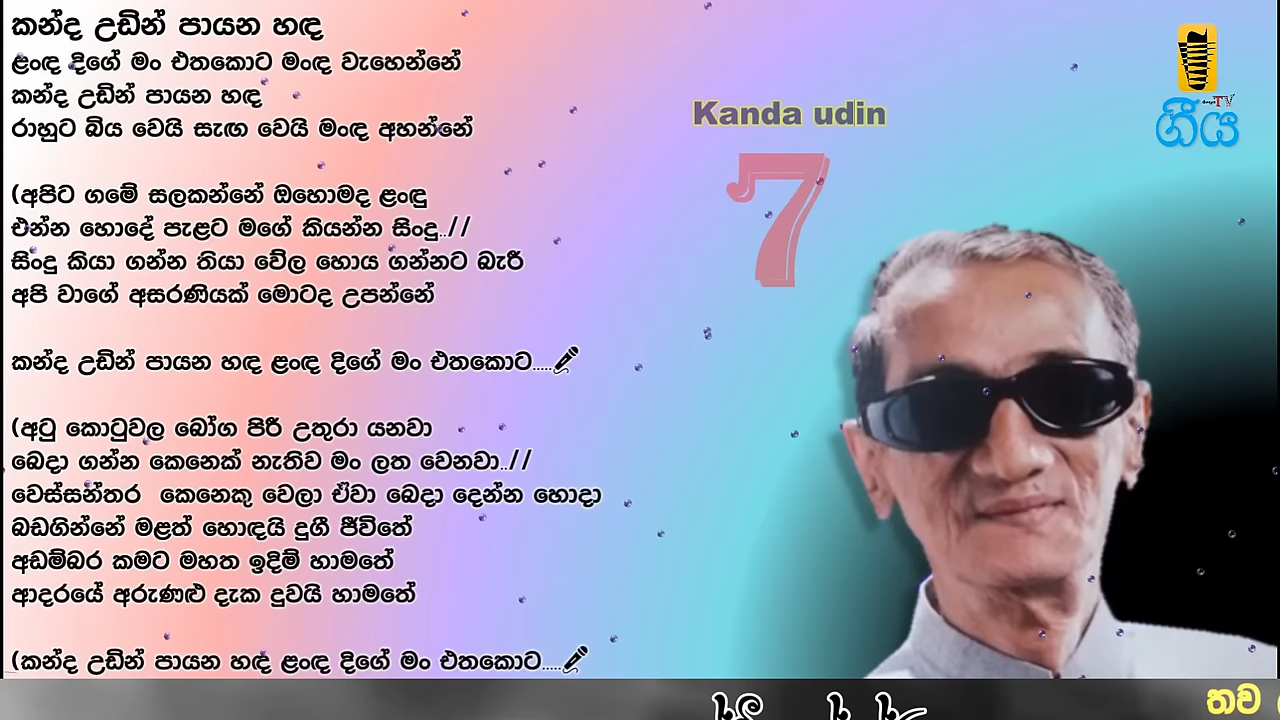 කන්ද උඩින් පායන හඳ
ළංඳ දිගේ මං එතකොට මංඳ වැහෙන්නේ
කන්ද උඩින් පායන හඳ
රාහුට බිය වෙයි සැඟ වෙයි මංඳ අහන්නේ
(අපිට ගමේ සලකන්නේ ඔහොමද ළංඳු
එන්න හොදේ පැළට මගේ කියන්න සිංදු..//
සිංදු කියා ගන්න තියා වේල හොය ගන්නට බැරී
අපි වාගේ අසරණියක් මොටද උපන්නේ
කන්ද උඩින් පායන හඳ ළංඳ දිගේ මං එතකොට.....
(අටු කොටුවල බෝග පිරී උතුරා යනවා
බෙදා ගන්න කෙනෙක් නැතිව මං ලත වෙනවා..//
වෙස්සන්තර කෙනෙකු වෙලා ඒවා බෙදා දෙන්න හොදා
බඩගින්නේ මළත් හොඳයි දුගී ජීවිතේ
අඩම්බර කමට මහත ඉදිමී හාමතේ
ආදරයේ අරුණළු දැක දුවයි හාමතේ
(කන්ද උඩින් පායන හඳ ළංඳ දිගේ මං එතකොට.....
Kanda udin
7
TV
ගීය
තව